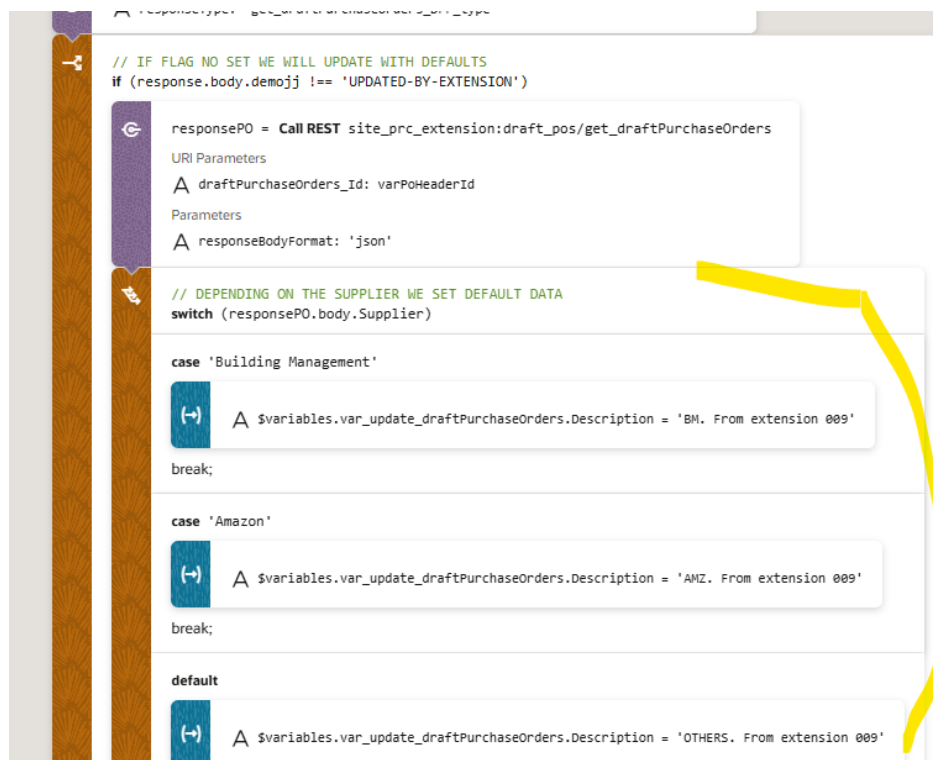 // IF FLAG NO SET WE WILL UPDATE WITH DEFAULTS
if (response.body.demojj !== 'UPDATED-BY-EXTENSION')
responsePO = Call REST site_prc_extension:draft_pos/get_draftPurchaseOrders
URI Parameters
A draftPurchaseOrders_Id: varPoHeaderId
Parameters
A responseBodyFormat: 'json'
// DEPENDING ON THE SUPPLIER WE SET DEFAULT DATA
switch (responsePO.body.Supplier)
case 'Building Management'
A $variables.var_update_draftPurchaseOrders.Description = 'BM. From extension 009'
break;
case 'Amazon'
A $variables.var_update_draftPurchaseOrders.Description = 'AMZ. From extension 009'
break;
default
A $variables.var_update_draftPurchaseOrders.Description = 'OTHERS. From extension 009'